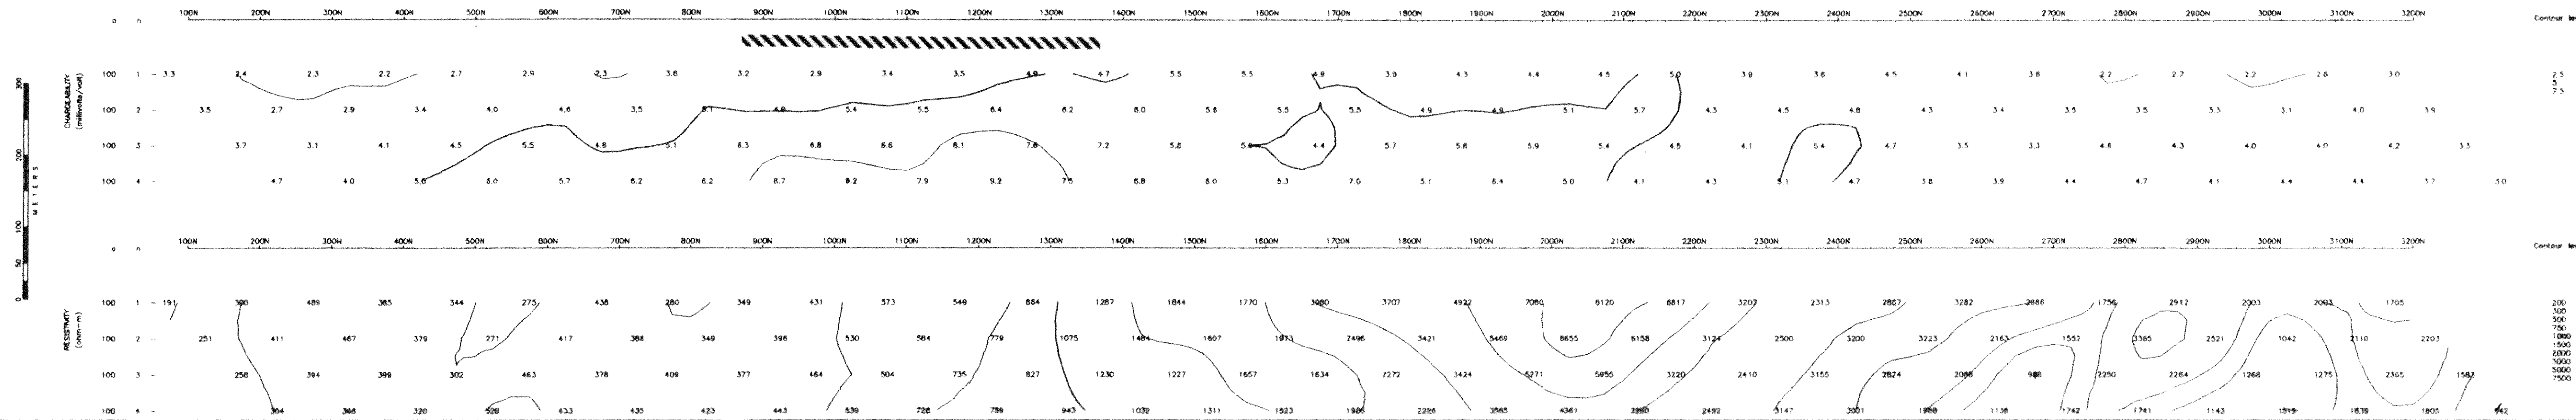 100N 200N 300N 400N 500N 600N 700N 800N 900N 1000N 1100N 1200N 1300N 1400N 1500N 1600N 1700N 1800N 1900N 2000N 2100N 2200N 2300N 2400N 2500N 2600N 2700N 2800N 2900N 3000N 3100N 3200N
a n Contour le
CHARGEABILITY
(millivolts/volt)
100 1 - 3.3 2.4 2.3 2.2 2.7 2.9 2.3 3.6 3.2 2.9 3.4 3.5 4.9 4.7 5.5 5.5 4.9 3.9 4.3 4.4 4.5 5.0 3.9 3.6 4.5 4.1 3.8 2.2 2.7 2.2 2.6 3.0 2.5
5
7.5
100 2 - 3.5 2.7 2.9 3.4 4.0 4.6 3.5 5.1 4.9 5.4 5.5 6.4 6.2 6.0 5.6 5.5 5.5 4.9 4.9 5.1 5.7 4.3 4.5 4.8 4.3 3.4 3.5 3.5 3.3 3.1 4.0 3.9
100 3 - 3.7 3.1 4.1 4.5 5.5 4.8 5.1 6.3 6.8 6.6 8.1 7.6 7.2 5.8 5.0 4.4 5.7 5.8 5.9 5.4 4.5 4.1 5.4 4.7 3.5 3.3 4.6 4.3 4.0 4.0 4.2 3.3
100 4 - 4.7 4.0 5.0 6.0 5.7 6.2 6.2 8.7 8.2 7.9 9.2 7.5 6.8 6.0 5.3 7.0 5.1 6.4 5.0 4.1 4.3 5.1 4.7 3.8 3.9 4.4 4.7 4.1 4.4 4.4 3.7 3.0
300
200
100
50
0
METERS
100N 200N 300N 400N 500N 600N 700N 800N 900N 1000N 1100N 1200N 1300N 1400N 1500N 1600N 1700N 1800N 1900N 2000N 2100N 2200N 2300N 2400N 2500N 2600N 2700N 2800N 2900N 3000N 3100N 3200N
a n Contour le
RESISTIVITY
(ohm-m)
100 1 - 191 300 489 385 344 275 438 280 349 431 573 549 864 1287 1844 1770 3080 3707 4922 7080 8120 6817 3207 2313 2867 3282 2986 1756 2912 2003 2003 1705 200
300
500
750
1000
1500
2000
3000
5000
7500
100 2 - 251 411 467 379 271 417 388 349 396 530 584 779 1075 1484 1607 1973 2496 3421 5469 8655 6158 3124 2500 3200 3223 2163 1552 3365 2521 1042 2110 2203
100 3 - 258 394 399 302 463 378 409 377 464 504 735 827 1230 1227 1657 1634 2272 3424 5271 5955 3220 2410 3155 2824 2088 2250 2264 1268 1275 2365 1583
100 4 - 304 368 320 528 433 435 423 443 539 728 759 943 1032 1311 1523 1986 2226 3585 4361 2980 2492 3147 3001 1988 1136 1742 1741 1143 1519 1639 1805 942